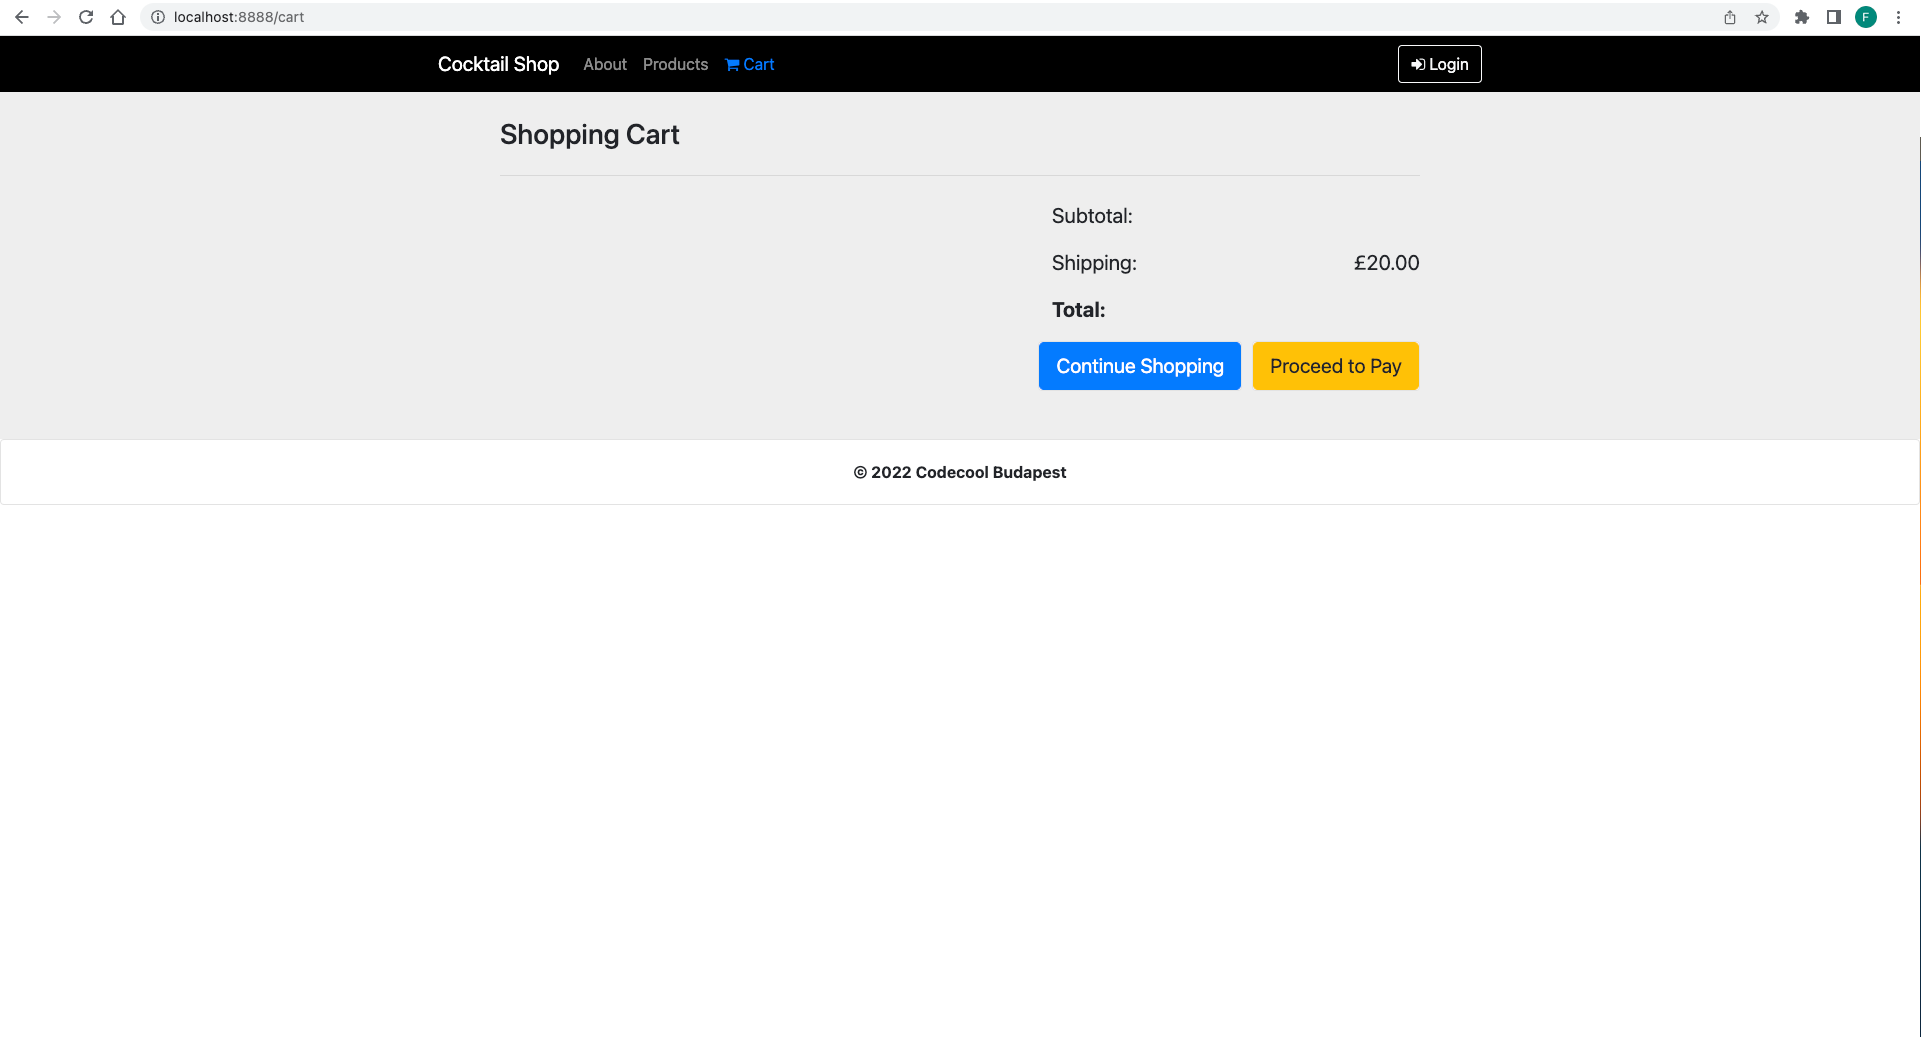 localhost:8888/cart
F
Cocktail Shop About Products Cart Login
Shopping Cart
Subtotal:
Shipping: £20.00
Total:
Continue Shopping Proceed to Pay
© 2022 Codecool Budapest